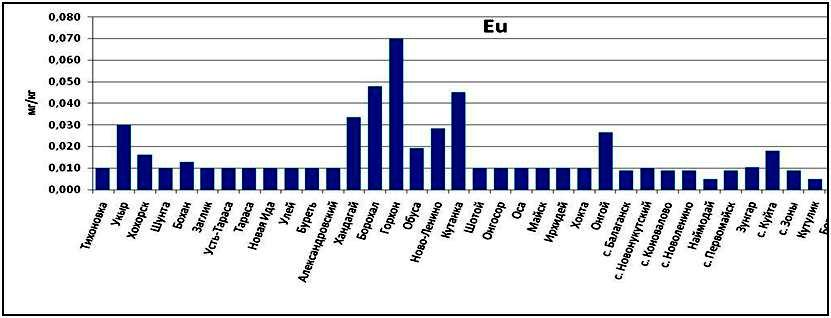 Eu
0,080
0,070
0,060
0,050
0,040
0,030
0,020
0,010
0,000
мг/кг
Тихоновка
Укыр
Хохорск
Шунта
Бохан
Заглик
Усть-Тараса
Тараса
Новая Ида
Улей
Буреть
Александровский
Хандагай
Борохал
Горхон
Обуса
Ново-Ленино
Кутанка
Шотой
Онгосор
Оса
Майск
Ирхидей
Хокта
Онгой
с. Балаганск
с. Новонукутский
с. Коновалово
с. Новоленино
Наймодай
с. Первомайск
Зунгар
с. Куйта
с. Зоны
Кутулик